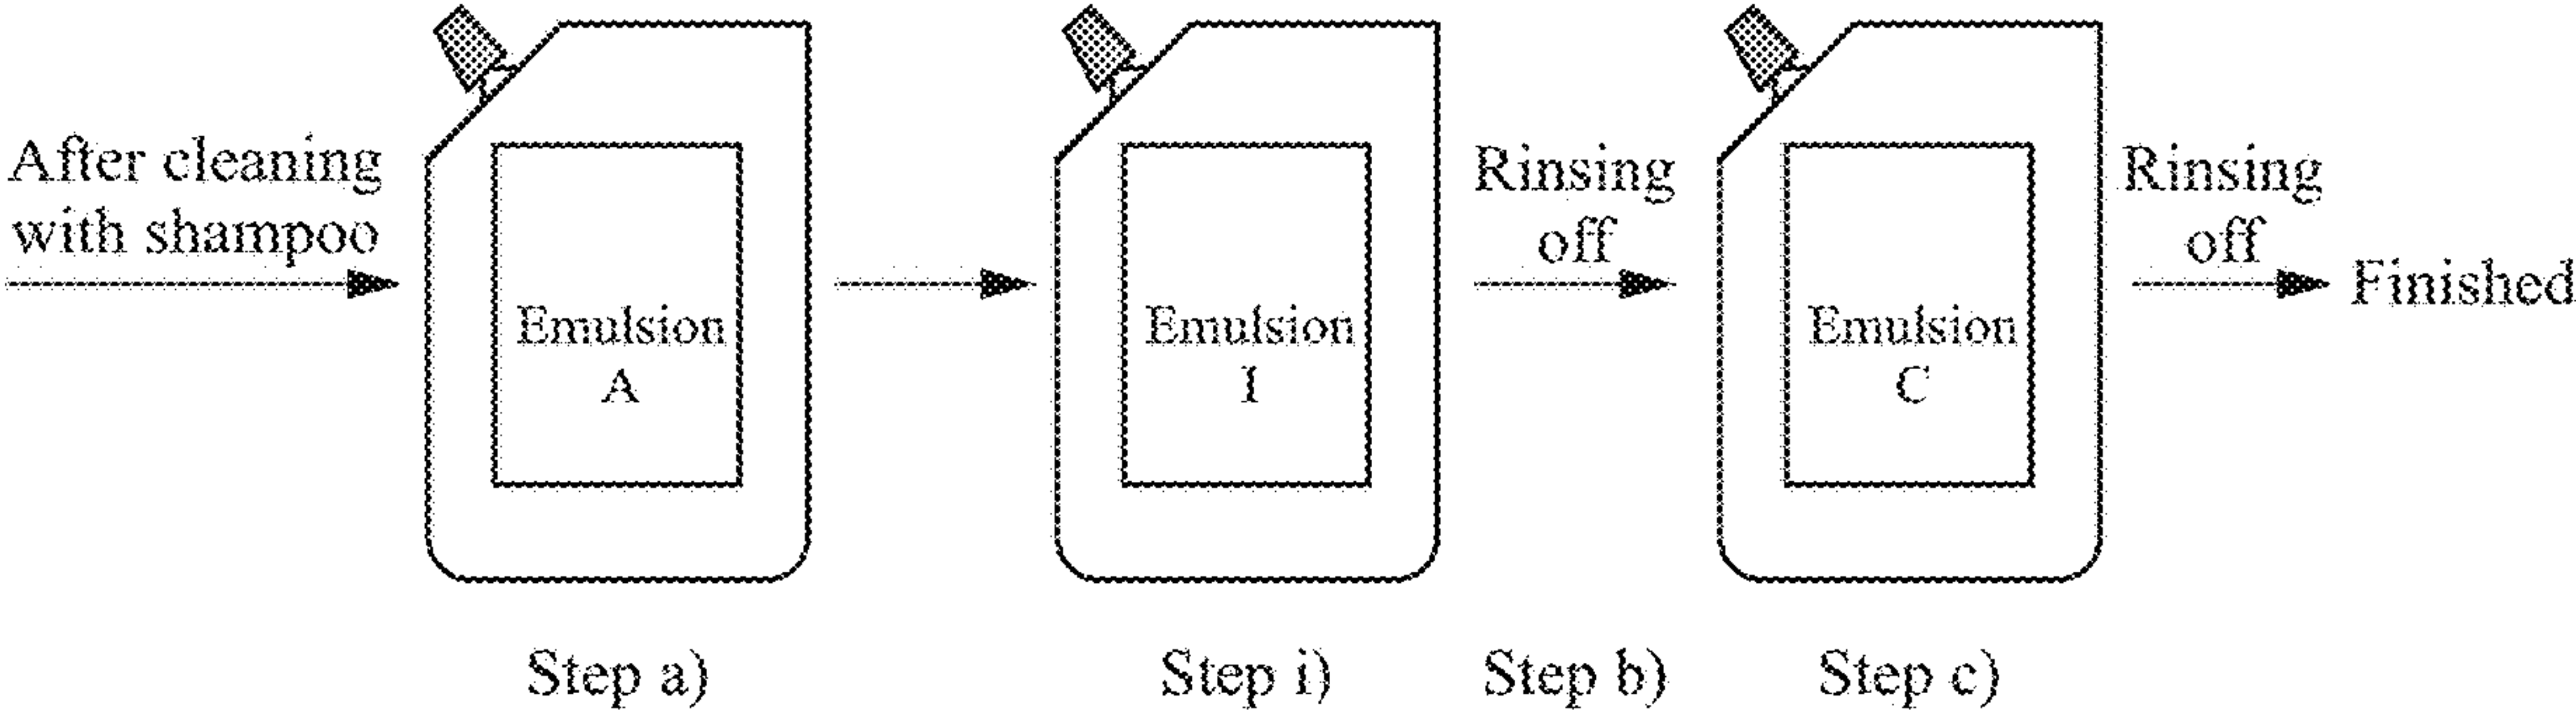 After cleaning
with shampoo
Emulsion
A
Emulsion
I
Rinsing
off
Emulsion
C
Rinsing
off
Finished
Step a)
Step i)
Step b)
Step c)